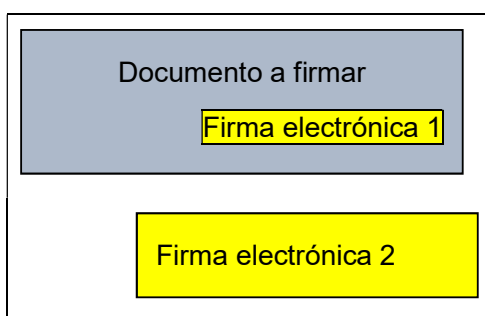 Documento a firmar
Firma electrónica 1
Firma electrónica 2